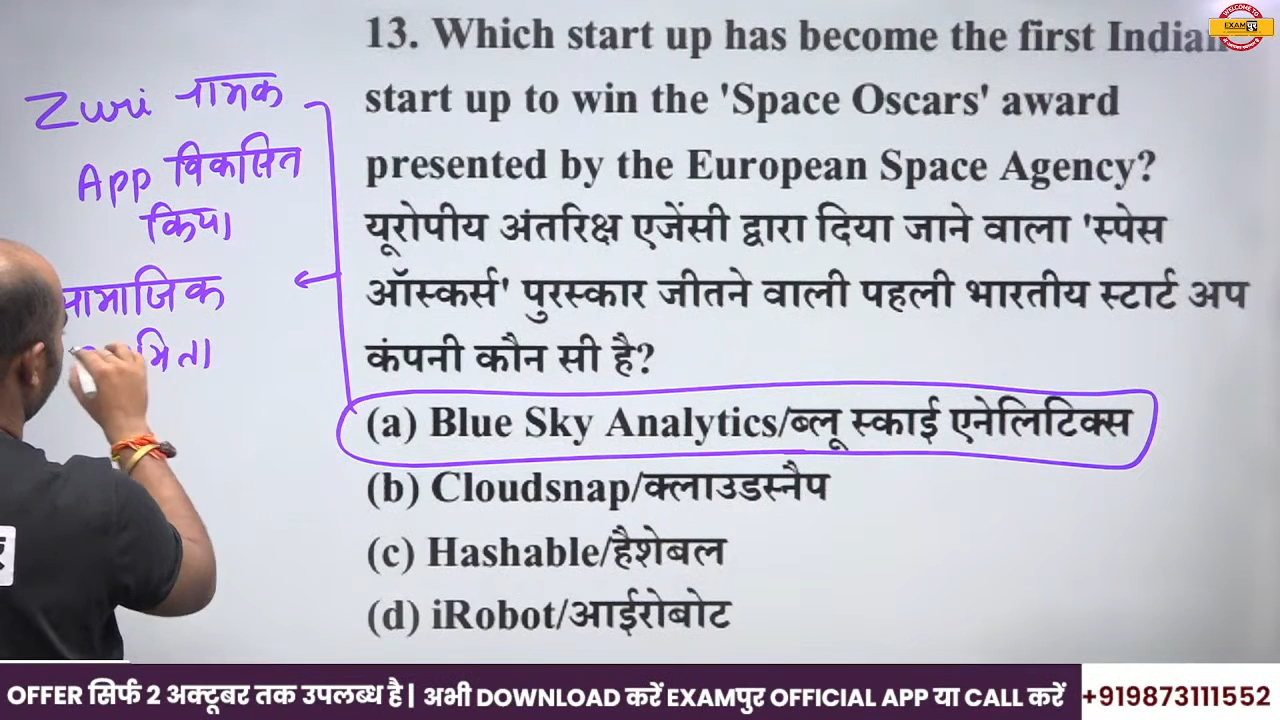 WELCOME TO
EXAMपुर
13. Which start up has become the first Indian
start up to win the 'Space Oscars' award
presented by the European Space Agency?
यूरोपीय अंतरिक्ष एजेंसी द्वारा दिया जाने वाला 'स्पेस
ऑस्कर्स' पुरस्कार जीतने वाली पहली भारतीय स्टार्ट अप
कंपनी कौन सी है?
(a) Blue Sky Analytics/ब्लू स्काई एनेलिटिक्स
(b) Cloudsnap/क्लाउडस्नैप
(c) Hashable/हैशेबल
(d) iRobot/आईरोबोट
Zuri नामक
App विकसित
किया
सामाजिक
OFFER सिर्फ 2 अक्टूबर तक उपलब्ध है | अभी DOWNLOAD करें EXAMपुर OFFICIAL APP या CALL करें +919873111552